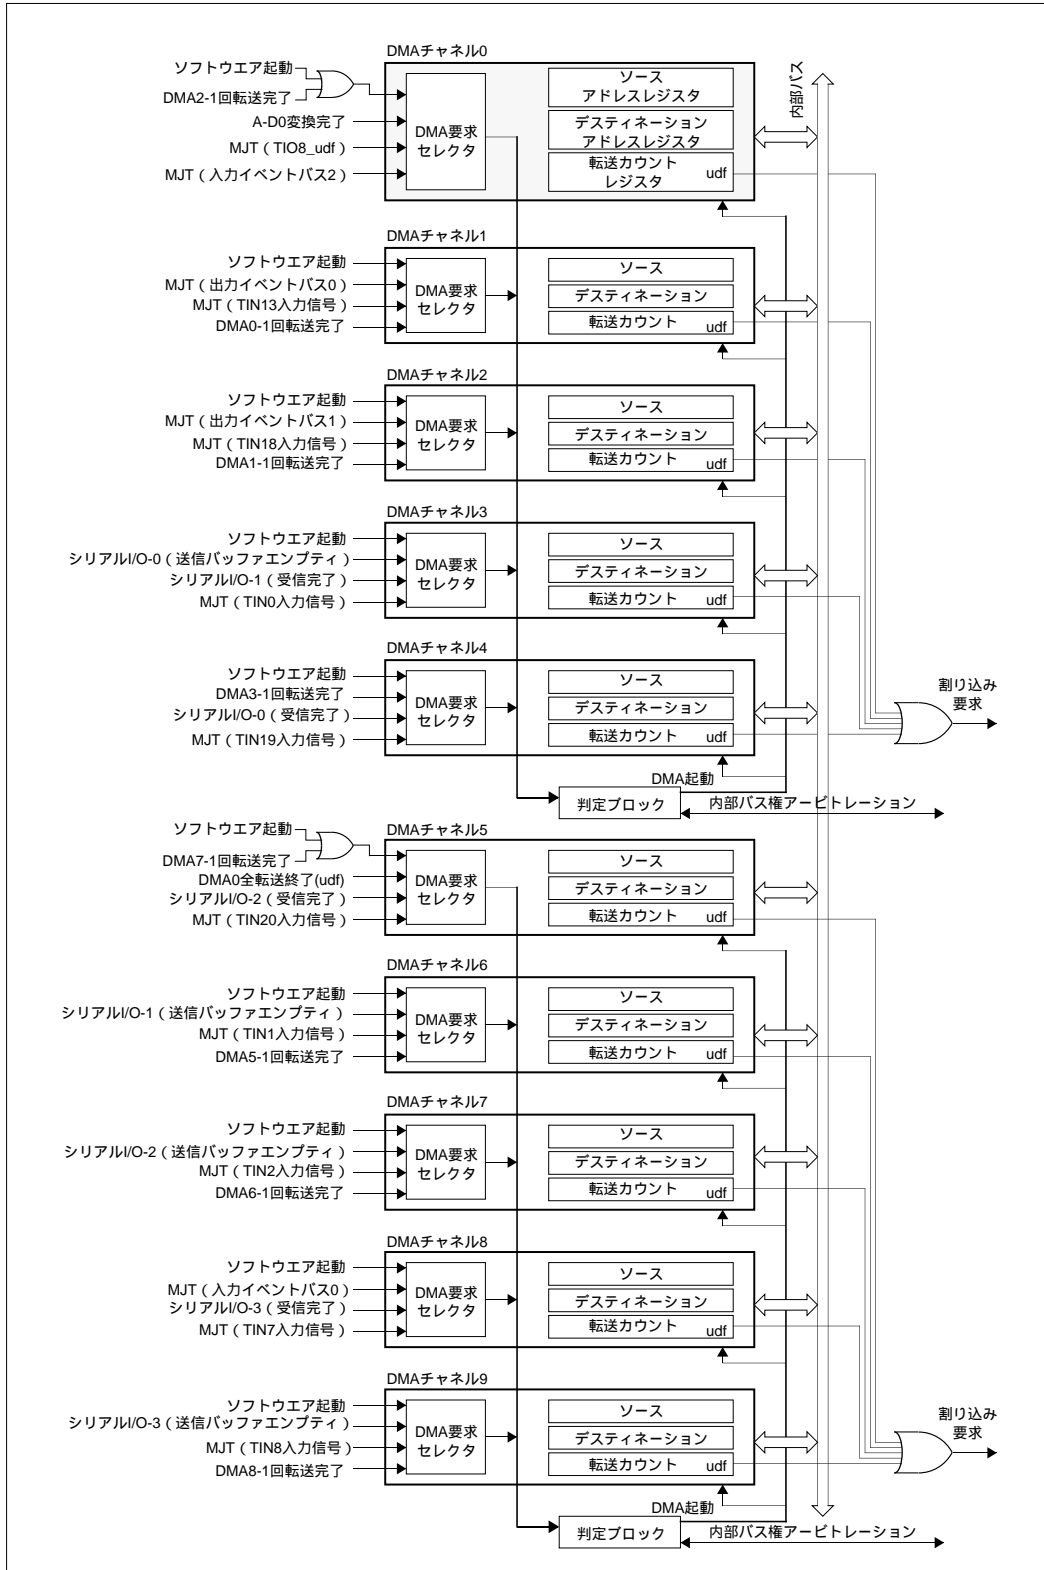 DMAチャネル0
ソフトウエア起動
DMA2-1回転送完了
A-D0変換完了
MJT（TIO8_udf）
MJT（入力イベントバス2）
DMA要求
セレクタ
ソース
アドレスレジスタ
デスティネーション
アドレスレジスタ
転送カウント
レジスタ
udf
内部バス
DMAチャネル1
ソフトウエア起動
MJT（出力イベントバス0）
MJT（TIN13入力信号）
DMA0-1回転送完了
DMA要求
セレクタ
ソース
デスティネーション
転送カウント
udf
DMAチャネル2
ソフトウエア起動
MJT（出力イベントバス1）
MJT（TIN18入力信号）
DMA1-1回転送完了
DMA要求
セレクタ
ソース
デスティネーション
転送カウント
udf
DMAチャネル3
ソフトウエア起動
シリアルI/O-0（送信バッファエンプティ）
シリアルI/O-1（受信完了）
MJT（TIN0入力信号）
DMA要求
セレクタ
ソース
デスティネーション
転送カウント
udf
DMAチャネル4
ソフトウエア起動
DMA3-1回転送完了
シリアルI/O-0（受信完了）
MJT（TIN19入力信号）
DMA要求
セレクタ
ソース
デスティネーション
転送カウント
udf
割り込み
要求
DMA起動
判定ブロック
内部バス権アービトレーション
DMAチャネル5
ソフトウエア起動
DMA7-1回転送完了
DMA0全転送終了(udf)
シリアルI/O-2（受信完了）
MJT（TIN20入力信号）
DMA要求
セレクタ
ソース
デスティネーション
転送カウント
udf
DMAチャネル6
ソフトウエア起動
シリアルI/O-1（送信バッファエンプティ）
MJT（TIN1入力信号）
DMA5-1回転送完了
DMA要求
セレクタ
ソース
デスティネーション
転送カウント
udf
DMAチャネル7
ソフトウエア起動
シリアルI/O-2（送信バッファエンプティ）
MJT（TIN2入力信号）
DMA6-1回転送完了
DMA要求
セレクタ
ソース
デスティネーション
転送カウント
udf
DMAチャネル8
ソフトウエア起動
MJT（入力イベントバス0）
シリアルI/O-3（受信完了）
MJT（TIN7入力信号）
DMA要求
セレクタ
ソース
デスティネーション
転送カウント
udf
DMAチャネル9
ソフトウエア起動
シリアルI/O-3（送信バッファエンプティ）
MJT（TIN8入力信号）
DMA8-1回転送完了
DMA要求
セレクタ
ソース
デスティネーション
転送カウント
udf
割り込み
要求
DMA起動
判定ブロック
内部バス権アービトレーション